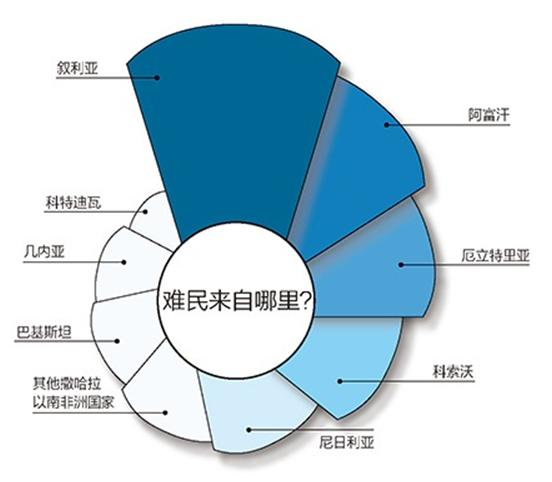 叙利亚
阿富汗
科特迪瓦
几内亚
厄立特里亚
难民来自哪里?
巴基斯坦
科索沃
其他撒哈拉
以南非洲国家
尼日利亚